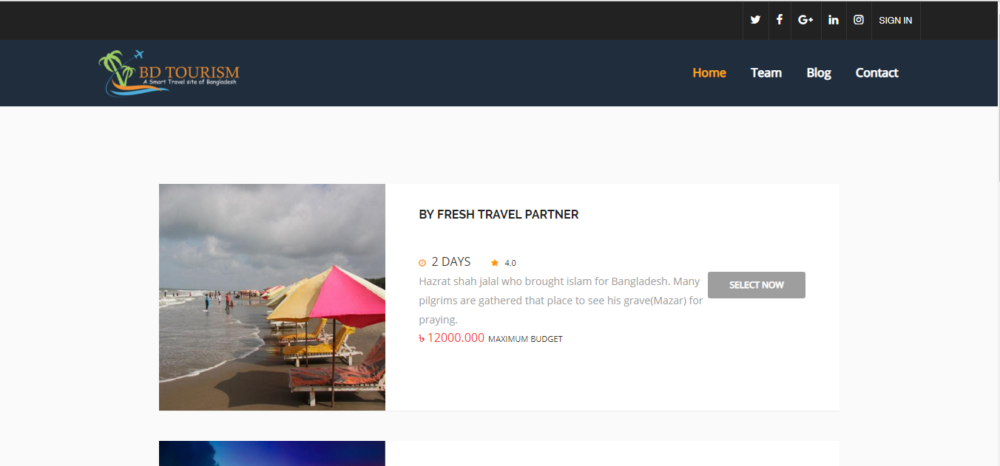 SIGN IN
BD TOURISM
A Smart Travel site of Bangladesh
Home Team Blog Contact
BY FRESH TRAVEL PARTNER
2 DAYS 4.0
Hazrat shah jalal who brought islam for Bangladesh. Many
pilgrims are gathered that place to see his grave(Mazar) for
praying.
SELECT NOW
৳ 12000.000 MAXIMUM BUDGET